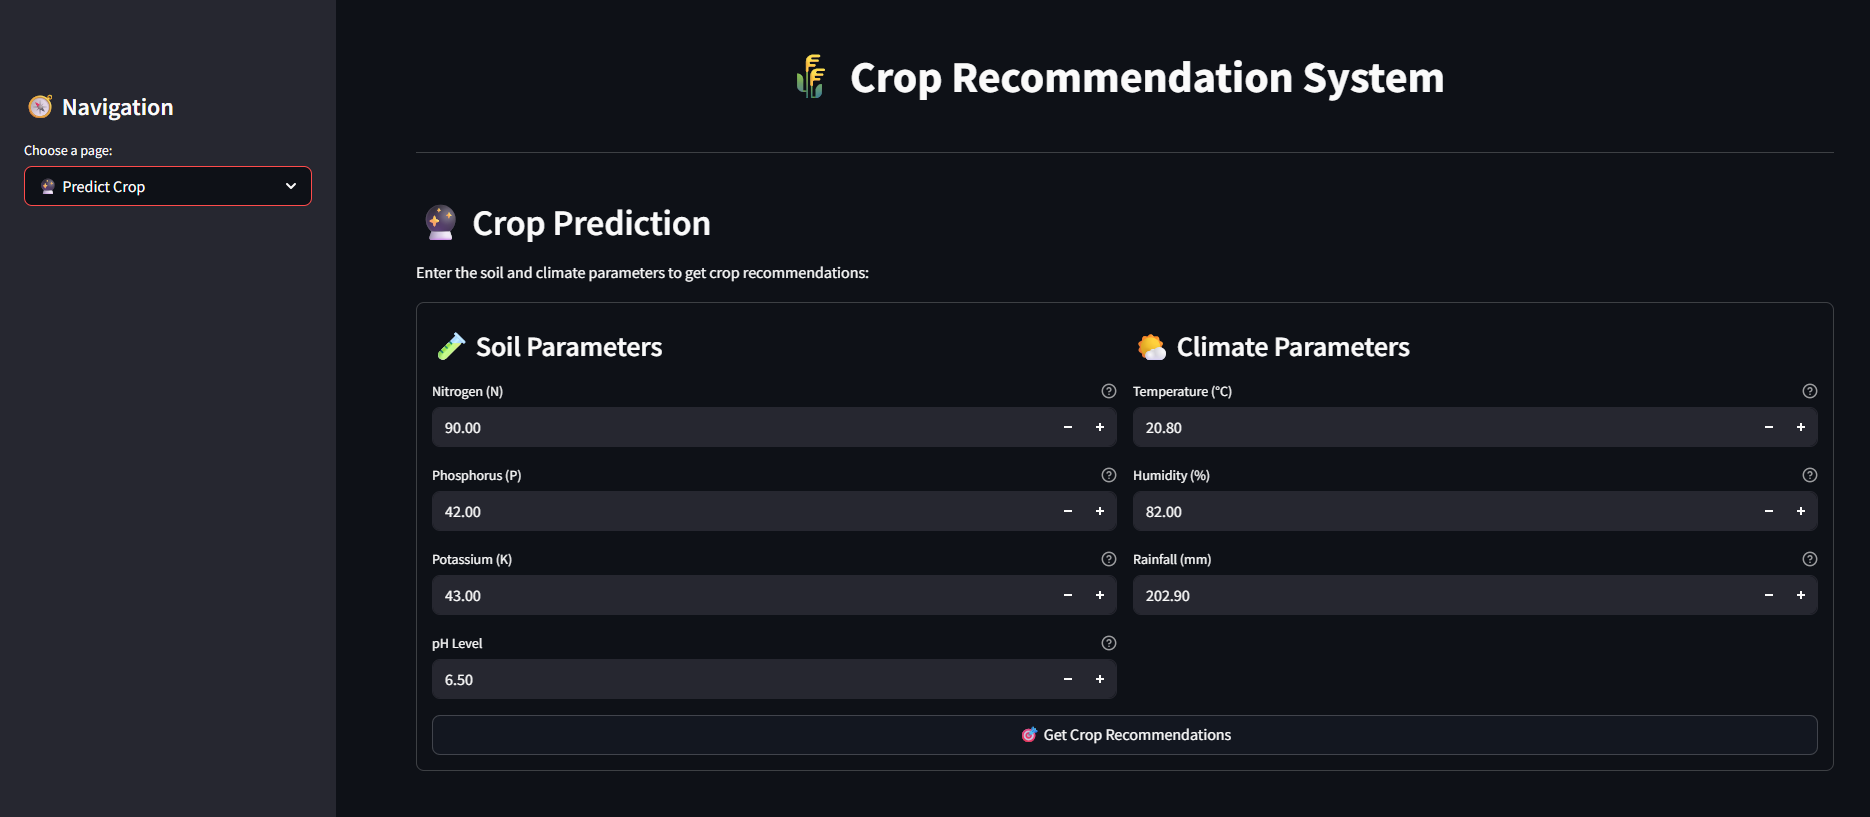 Navigation
Choose a page:
Predict Crop
Crop Recommendation System
Crop Prediction
Enter the soil and climate parameters to get crop recommendations:
Soil Parameters
Nitrogen (N)
90.00
Phosphorus (P)
42.00
Potassium (K)
43.00
pH Level
6.50
Climate Parameters
Temperature (°C)
20.80
Humidity (%)
82.00
Rainfall (mm)
202.90
Get Crop Recommendations